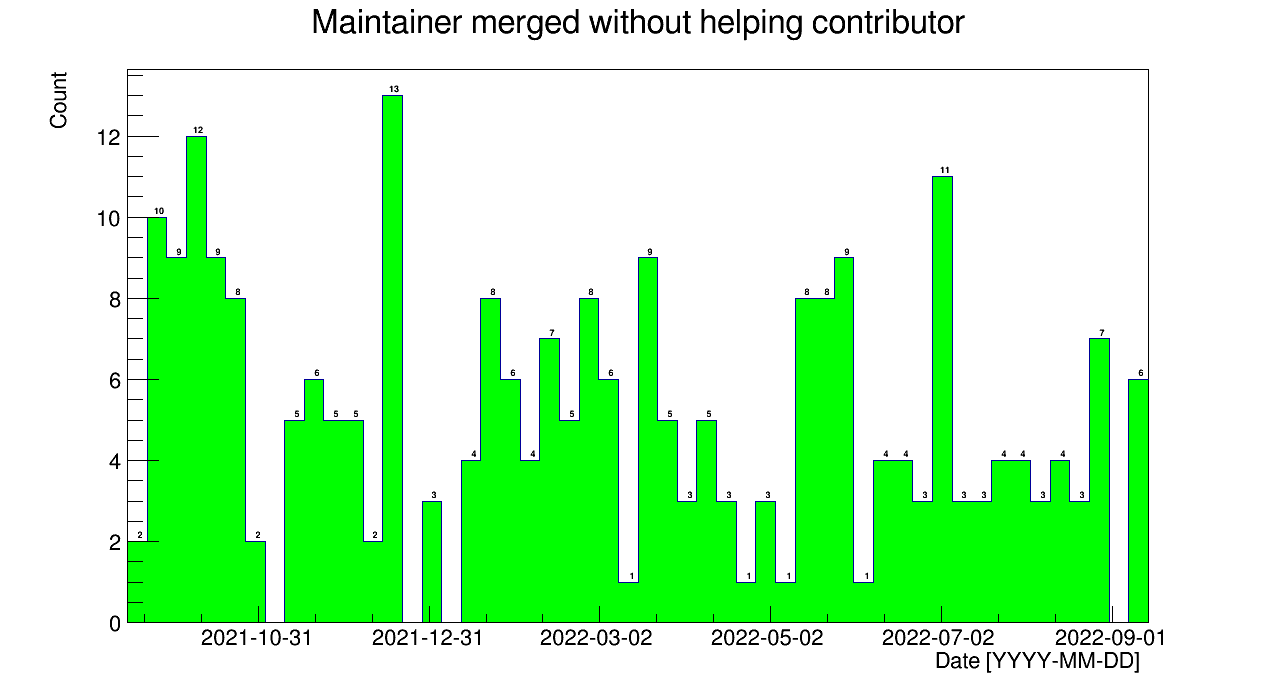 Maintainer merged without helping contributor
Count
12
10
8
6
4
2
0
2 10 9 12 9 8 2 5 6 5 5 2 13 3 4 8 6 4 7 5 8 6 1 9 5 3 5 3 1 3 1 8 8 9 1 4 4 3 11 3 3 4 4 3 4 3 7 6
2021-10-31 2021-12-31 2022-03-02 2022-05-02 2022-07-02 2022-09-01
Date [YYYY-MM-DD]